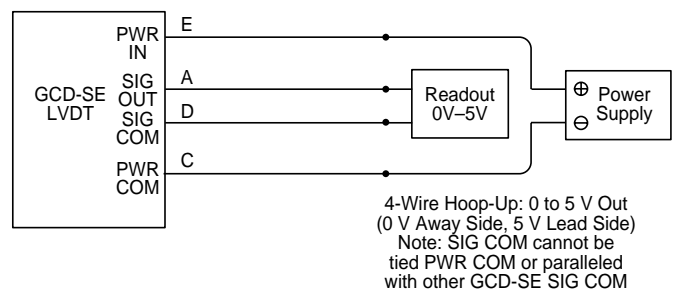 GCD-SE
LVDT
PWR
IN
SIG
OUT
SIG
COM
PWR
COM
E
A
D
C
Readout
0V–5V
⊕ Power
⊖ Supply
4-Wire Hoop-Up: 0 to 5 V Out
(0 V Away Side, 5 V Lead Side)
Note: SIG COM cannot be
tied PWR COM or paralleled
with other GCD-SE SIG COM